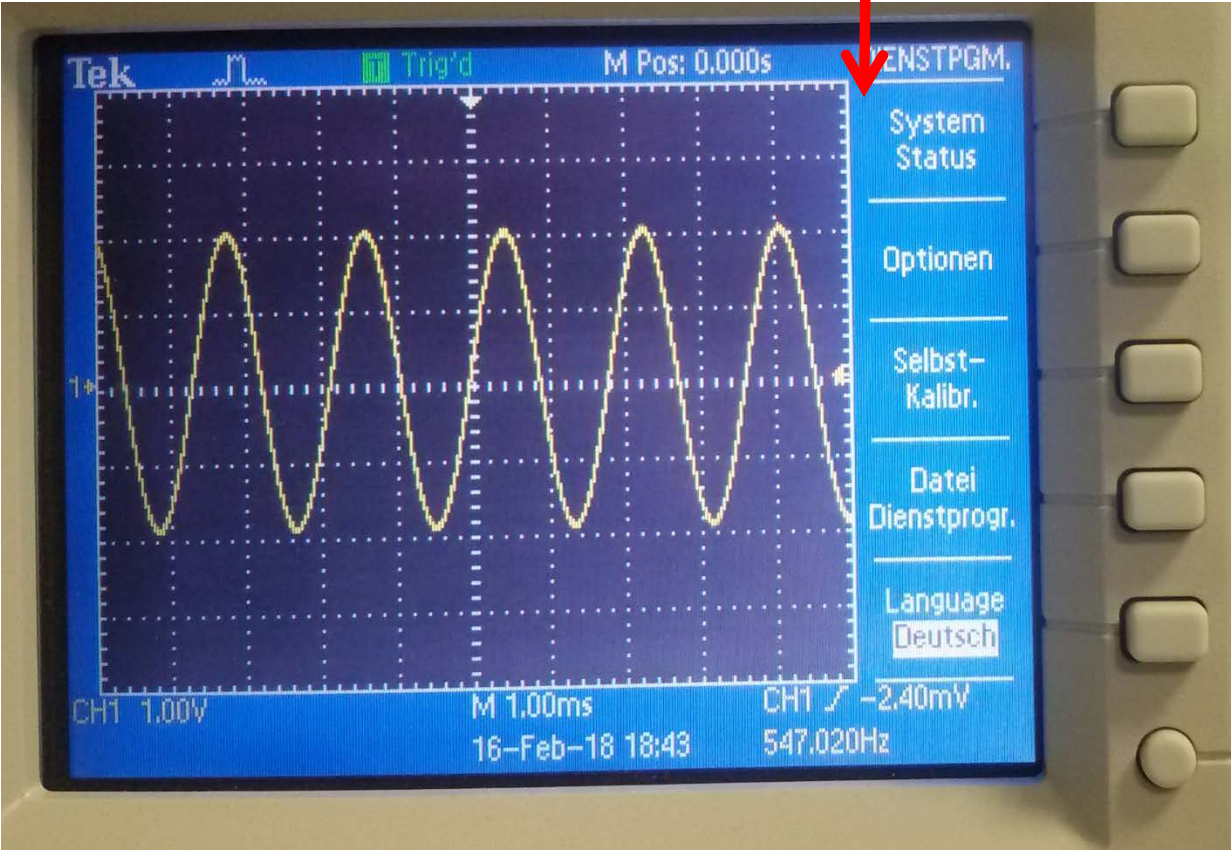 Tek
T Trig'd
M Pos: 0.000s
System
Status
Optionen
Selbst-
Kalibr.
Datei
Dienstprogr.
Language
Deutsch
1
CH1 1.00V
M 1.00ms
CH1 -2.40mV
16-Feb-18 18:43
547.020Hz